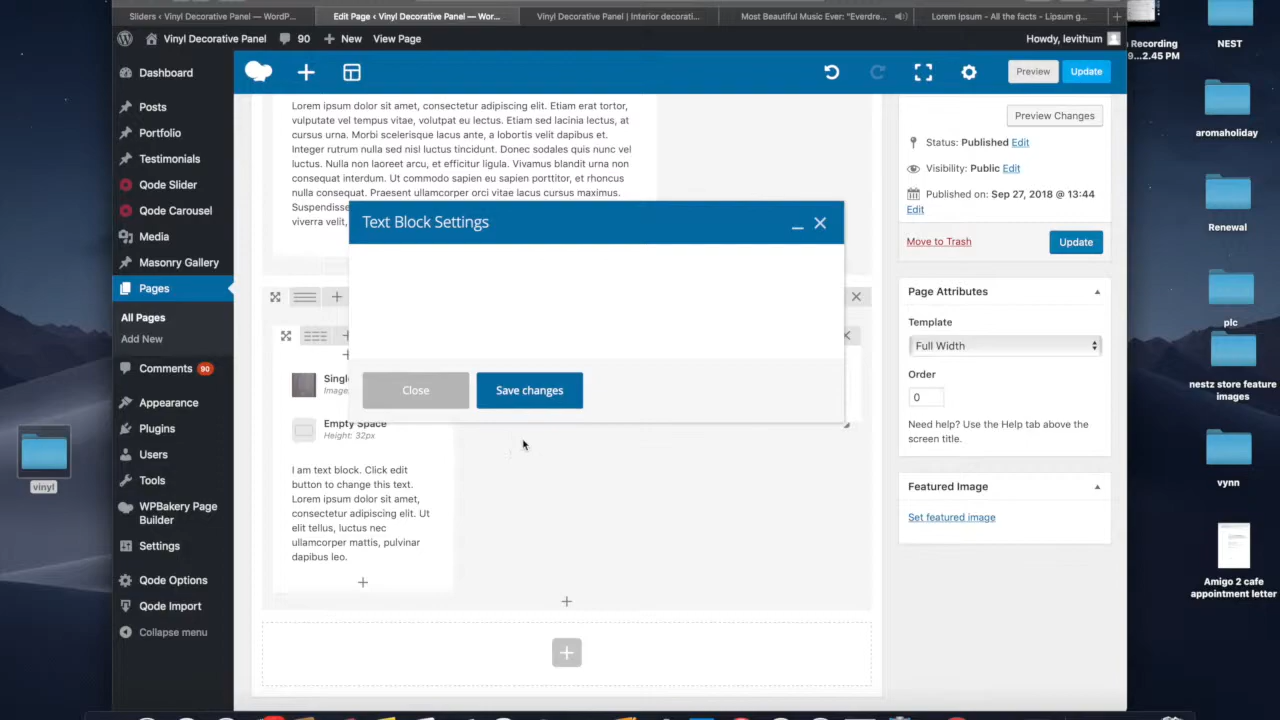 Sliders ‹ Vinyl Decorative Panel — WordP...
Edit Page ‹ Vinyl Decorative Panel — Wor...
Vinyl Decorative Panel | Interior decorati...
Most Beautiful Music Ever: "Everdre...
Lorem Ipsum - All the facts - Lipsum g...
Vinyl Decorative Panel
90
New
View Page
Howdy, levithum
Dashboard
Posts
Portfolio
Testimonials
Qode Slider
Qode Carousel
Media
Masonry Gallery
Pages
All Pages
Add New
Comments 90
Appearance
Plugins
Users
Tools
WPBakery Page
Builder
Settings
Qode Options
Qode Import
Collapse menu
Preview
Update
Lorem ipsum dolor sit amet, consectetur adipiscing elit. Etiam erat tortor,
vulputate vel tempus vitae, volutpat eu lectus. Etiam sed lacinia lectus, at
cursus urna. Morbi scelerisque lacus ante, a lobortis velit dapibus et.
Integer rutrum nulla sed nisl luctus tincidunt. Donec sodales quis nunc vel
luctus. Nulla non laoreet arcu, et efficitur ligula. Vivamus blandit urna non
consequat interdum. Ut commodo sapien eu sapien porttitor, et consequat
nulla consequat. Praesent ullamcorper orci vitae lacus cursus maximus.
Suspendisse
viverra velit,
Text Block Settings
Close
Save changes
Singl
Image
Empty Space
Height: 32px
I am text block. Click edit
button to change this text.
Lorem ipsum dolor sit amet,
consectetur adipiscing elit. Ut
elit tellus, luctus nec
ullamcorper mattis, pulvinar
dapibus leo.
Preview Changes
Status: Published Edit
Visibility: Public Edit
Published on: Sep 27, 2018 @ 13:44
Edit
Move to Trash
Update
Page Attributes
Template
Full Width
Order
0
Need help? Use the Help tab above the
screen title.
Featured Image
Set featured image
vinyl
Recording
9...2.45 PM
NEST
aromaholiday
Renewal
plc
nestz store feature
images
vynn
Amigo 2 cafe
appointment letter